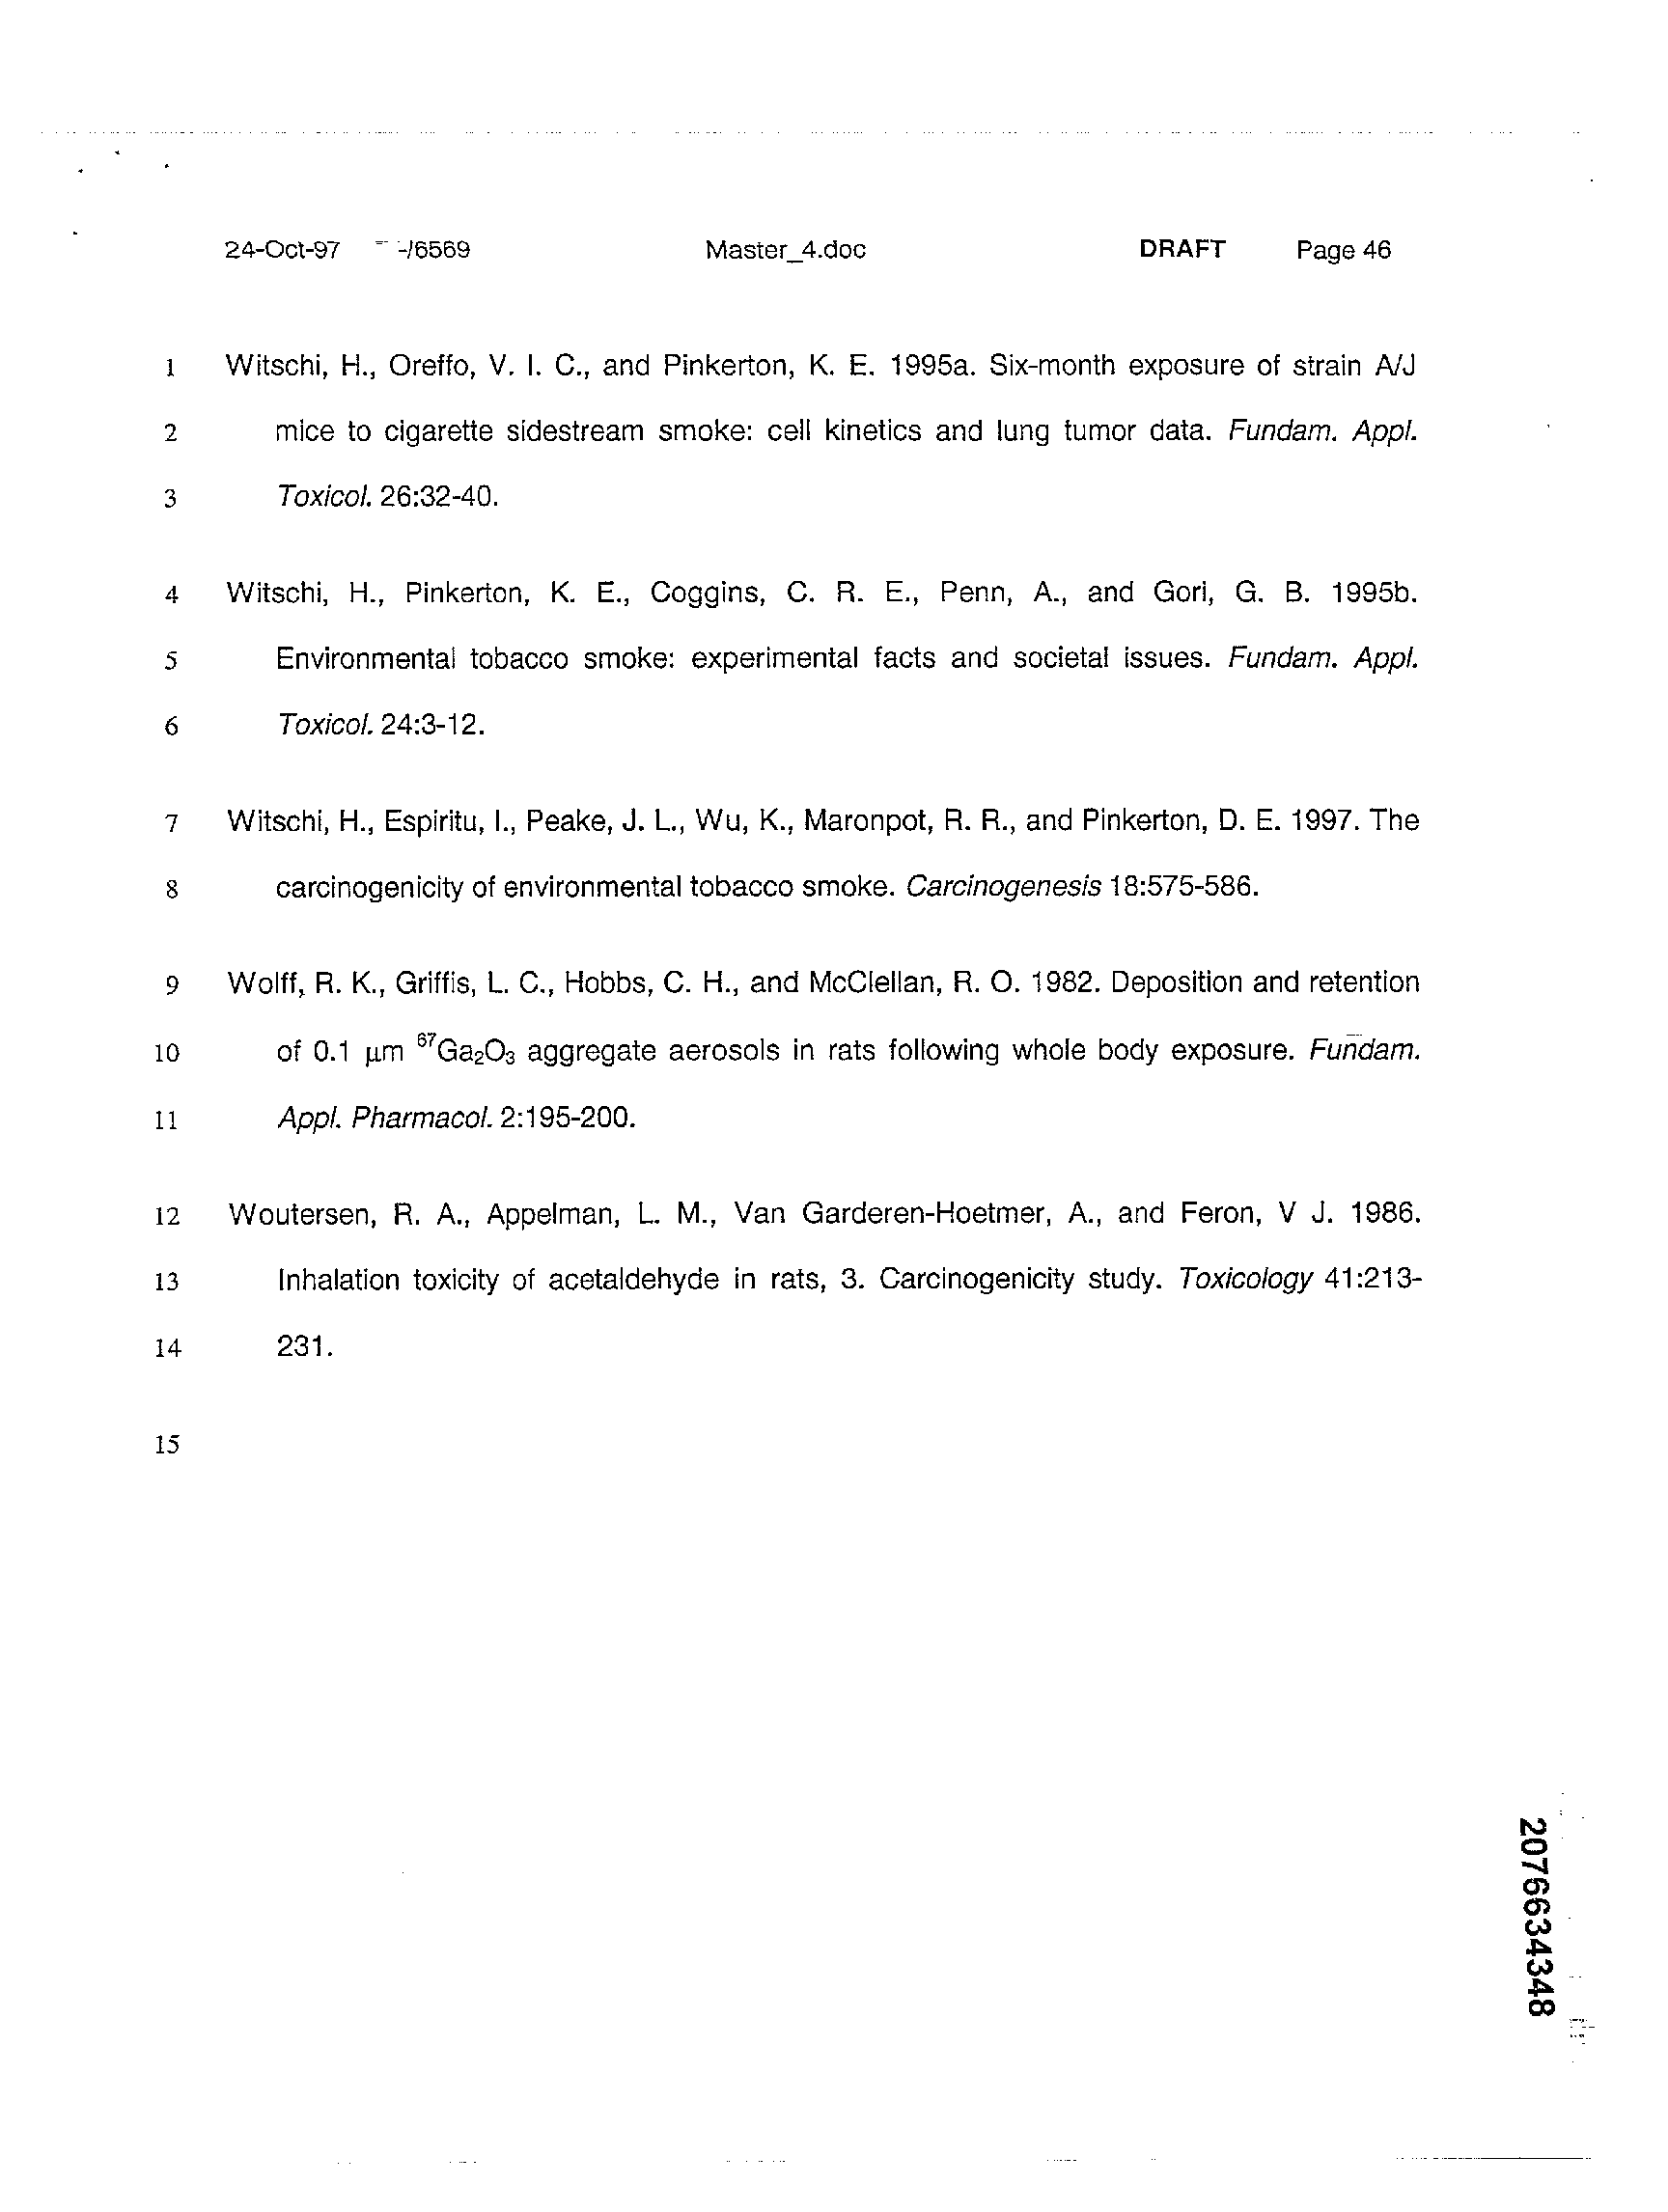 24-Oct-97 -/6569 Master_4.doc DRAFT Page 46
1 Witschi, H., Oreffo, V. I. C., and Pinkerton, K. E. 1995a. Six-month exposure of strain A/J
2 mice to cigarette sidestream smoke: cell kinetics and lung tumor data. Fundam. Appl.
3 Toxicol. 26:32-40.
4 Witschi, H., Pinkerton, K. E., Coggins, C. R. E., Penn, A., and Gori, G. B. 1995b.
5 Environmental tobacco smoke: experimental facts and societal issues. Fundam. Appl.
6 Toxicol. 24:3-12.
7 Witschi, H., Espiritu, I., Peake, J. L., Wu, K., Maronpot, R. R., and Pinkerton, D. E. 1997. The
8 carcinogenicity of environmental tobacco smoke. Carcinogenesis 18:575-586.
9 Wolff, R. K., Griffis, L. C., Hobbs, C. H., and McClellan, R. O. 1982. Deposition and retention
10 of 0.1 µm ⁶⁷Ga₂O₃ aggregate aerosols in rats following whole body exposure. Fundam.
11 Appl. Pharmacol. 2:195-200.
12 Woutersen, R. A., Appelman, L. M., Van Garderen-Hoetmer, A., and Feron, V J. 1986.
13 Inhalation toxicity of acetaldehyde in rats, 3. Carcinogenicity study. Toxicology 41:213-
14 231.
15
2076634348